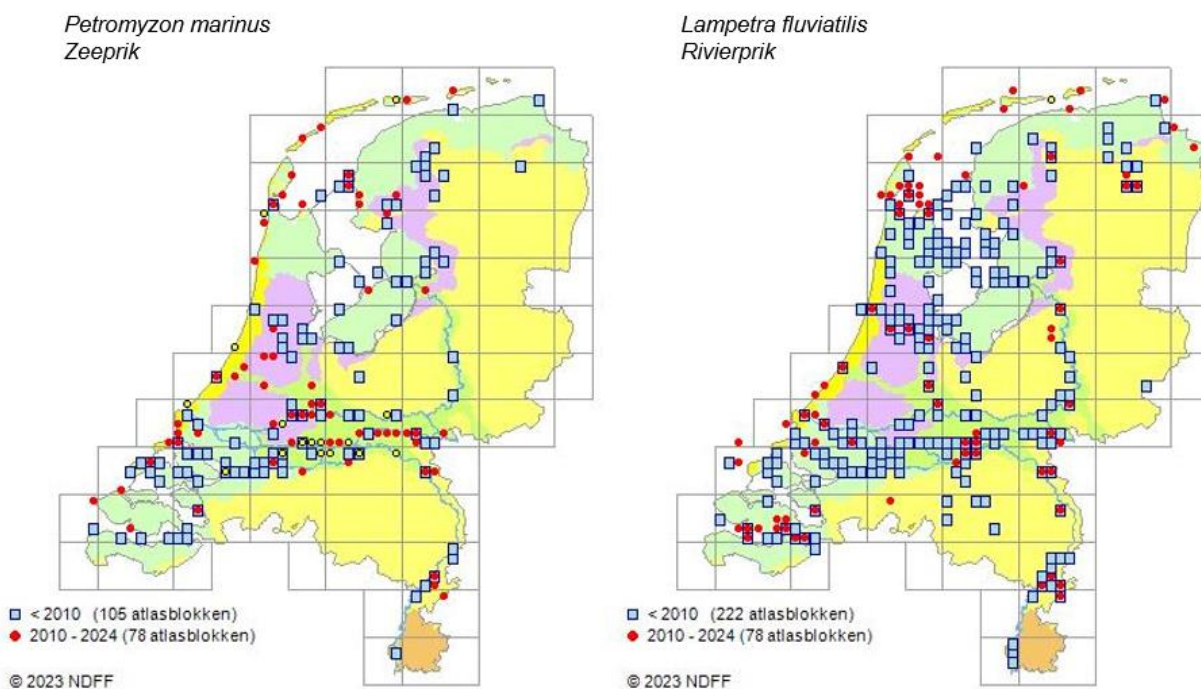 Petromyzon marinus
Zeeprik
< 2010 (105 atlasblokken)
2010 - 2024 (78 atlasblokken)
© 2023 NDFF
Lampetra fluviatilis
Rivierprik
< 2010 (222 atlasblokken)
2010 - 2024 (78 atlasblokken)
© 2023 NDFF